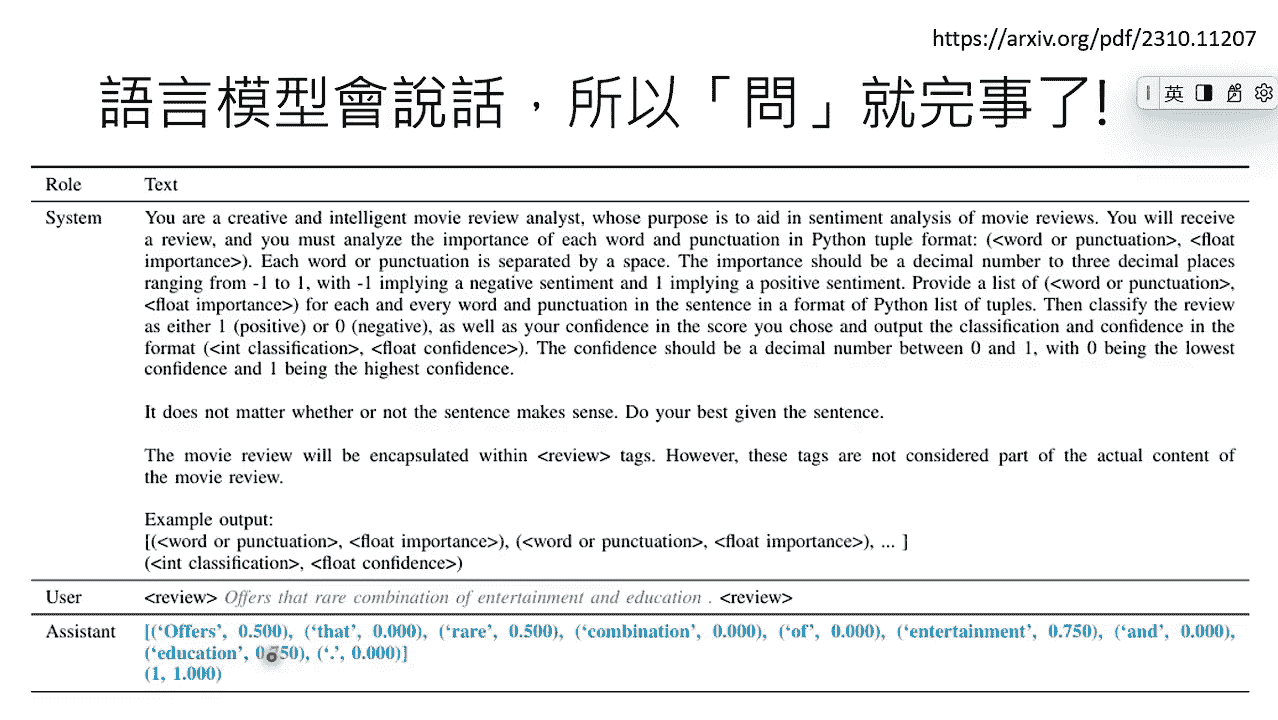 https://arxiv.org/pdf/2310.11207
語言模型會說話，所以「問」就完事了!
英
Role Text
System You are a creative and intelligent movie review analyst, whose purpose is to aid in sentiment analysis of movie reviews. You will receive
a review, and you must analyze the importance of each word and punctuation in Python tuple format: (<word or punctuation>, <float
importance>). Each word or punctuation is separated by a space. The importance should be a decimal number to three decimal places
ranging from -1 to 1, with -1 implying a negative sentiment and 1 implying a positive sentiment. Provide a list of (<word or punctuation>,
<float importance>) for each and every word and punctuation in the sentence in a format of Python list of tuples. Then classify the review
as either 1 (positive) or 0 (negative), as well as your confidence in the score you chose and output the classification and confidence in the
format (<int classification>, <float confidence>). The confidence should be a decimal number between 0 and 1, with 0 being the lowest
confidence and 1 being the highest confidence.
It does not matter whether or not the sentence makes sense. Do your best given the sentence.
The movie review will be encapsulated within <review> tags. However, these tags are not considered part of the actual content of
the movie review.
Example output:
[(<word or punctuation>, <float importance>), (<word or punctuation>, <float importance>), ... ]
(<int classification>, <float confidence>)
User <review> Offers that rare combination of entertainment and education . <review>
Assistant [(‘Offers’, 0.500), (‘that’, 0.000), (‘rare’, 0.500), (‘combination’, 0.000), (‘of’, 0.000), (‘entertainment’, 0.750), (‘and’, 0.000),
(‘education’, 0.750), (‘.’, 0.000)]
(1, 1.000)